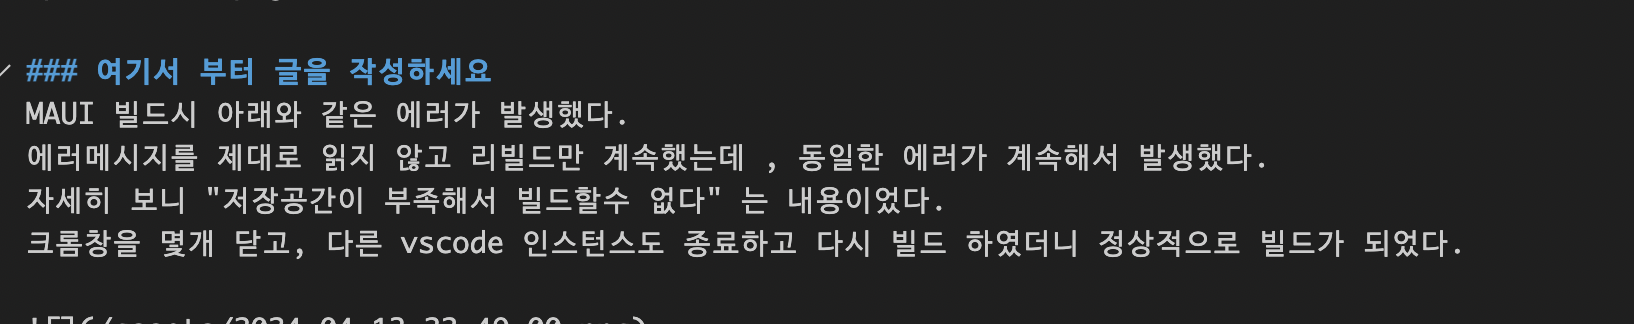 ### 여기서 부터 글을 작성하세요
MAUI 빌드시 아래와 같은 에러가 발생했다.
에러메시지를 제대로 읽지 않고 리빌드만 계속했는데 , 동일한 에러가 계속해서 발생했다.
자세히 보니 "저장공간이 부족해서 빌드할수 없다" 는 내용이었다.
크롬창을 몇개 닫고, 다른 vscode 인스턴스도 종료하고 다시 빌드 하였더니 정상적으로 빌드가 되었다.